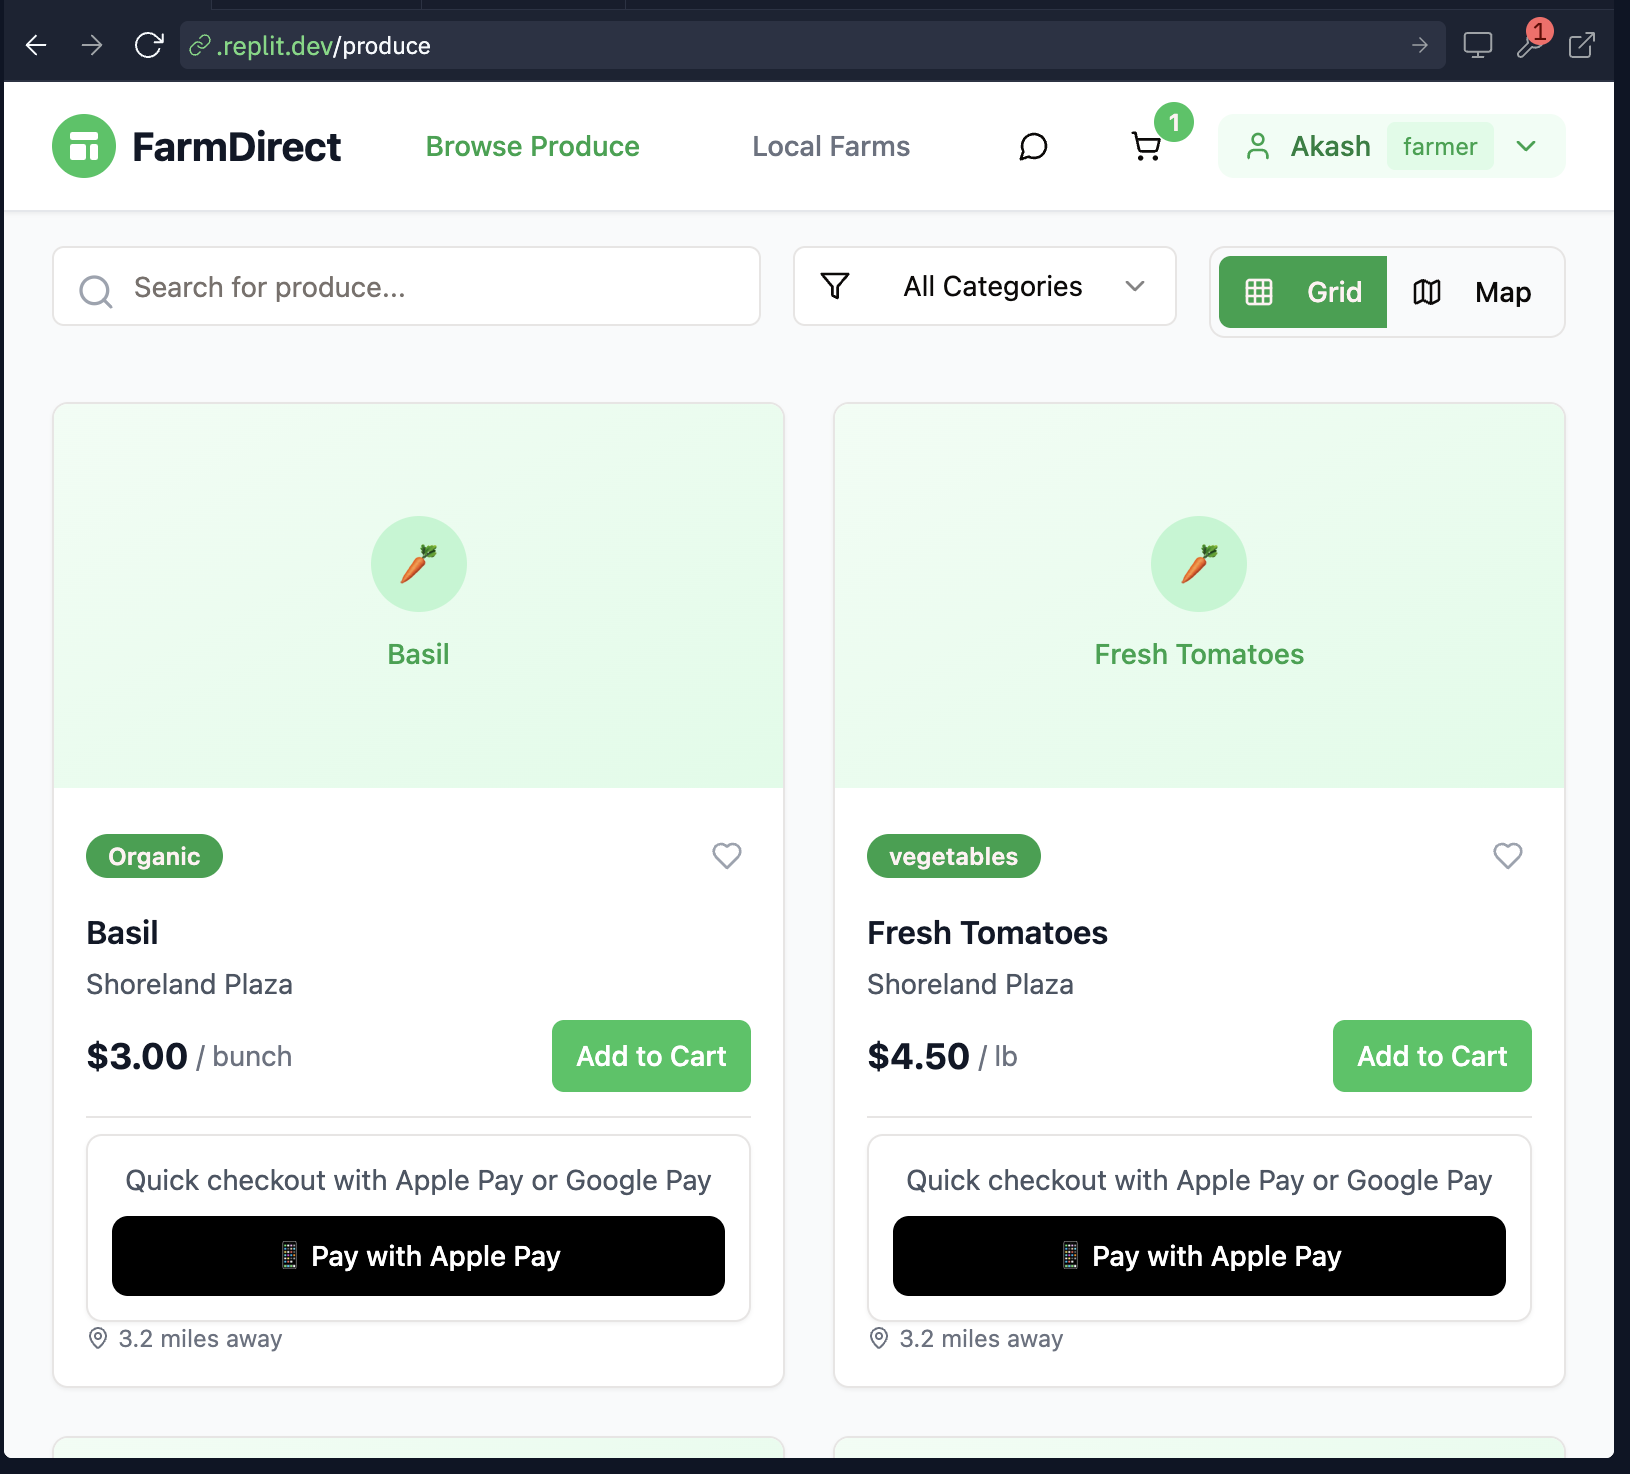 .replit.dev/produce
1
FarmDirect
Browse Produce
Local Farms
1
Akash
farmer
Search for produce...
All Categories
Grid
Map
Basil
Fresh Tomatoes
Organic
vegetables
Basil
Fresh Tomatoes
Shoreland Plaza
Shoreland Plaza
$3.00 / bunch
Add to Cart
$4.50 / lb
Add to Cart
Quick checkout with Apple Pay or Google Pay
Quick checkout with Apple Pay or Google Pay
Pay with Apple Pay
Pay with Apple Pay
3.2 miles away
3.2 miles away